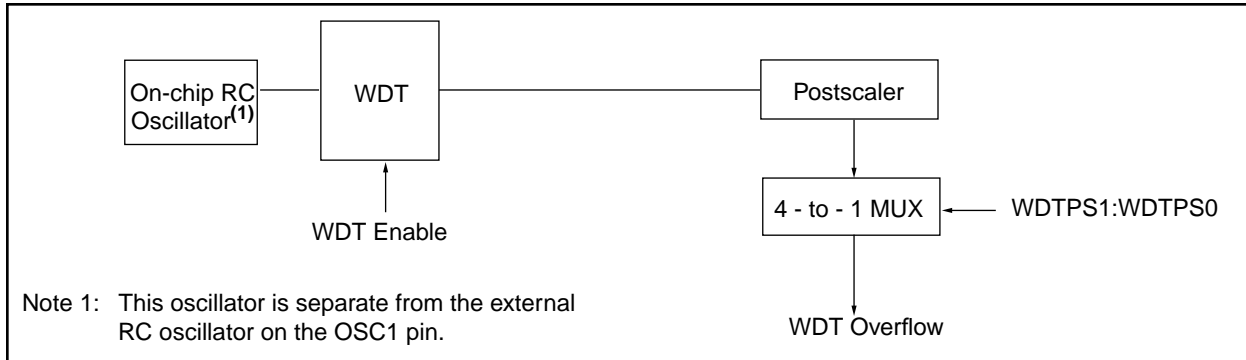 On-chip RC
Oscillator(1)
WDT
Postscaler
4 - to - 1 MUX
WDTPS1:WDTPS0
WDT Enable
Note 1: This oscillator is separate from the external
RC oscillator on the OSC1 pin.
WDT Overflow